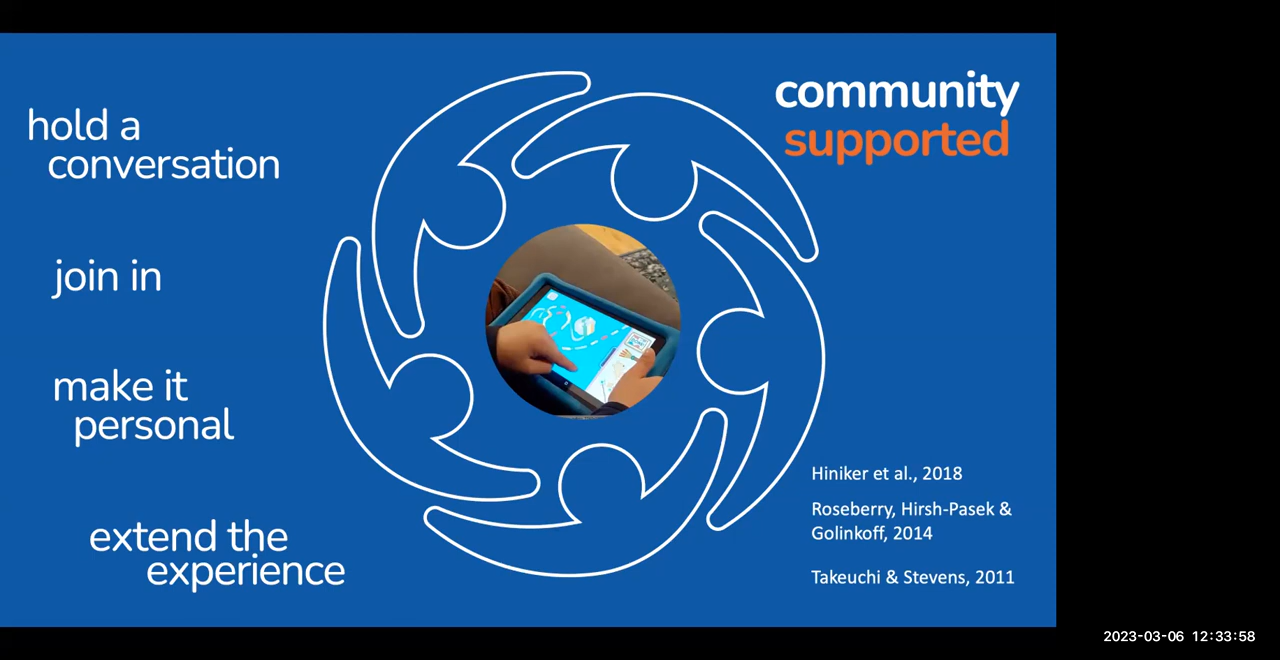 community
supported
hold a
conversation
join in
make it
personal
extend the
experience
Hiniker et al., 2018
Roseberry, Hirsh-Pasek &
Golinkoff, 2014
Takeuchi & Stevens, 2011
2023-03-06 12:33:58